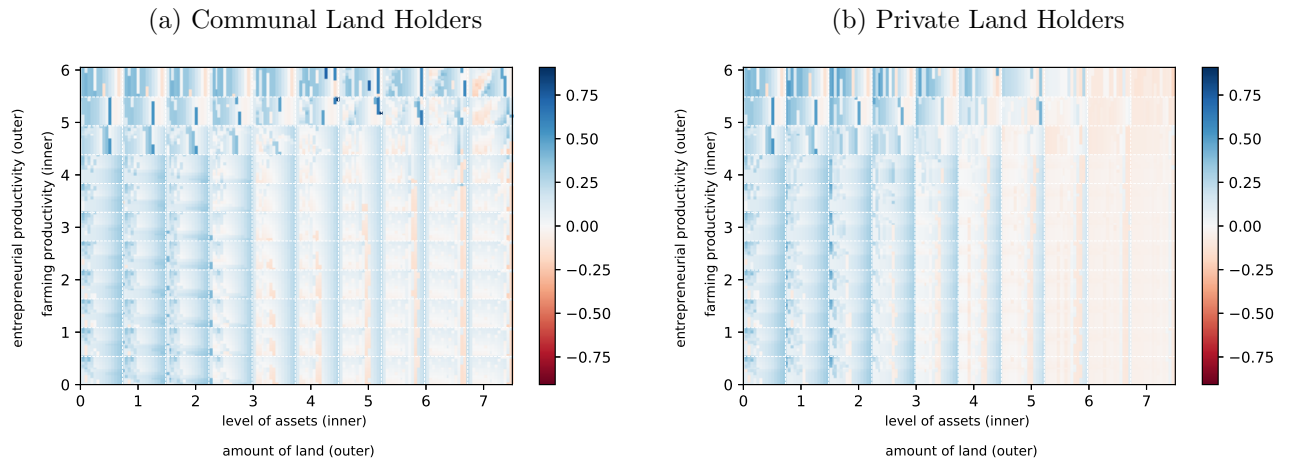 (a) Communal Land Holders
6
5
4
3
2
1
0
0 1 2 3 4 5 6 7
entrepreneurial productivity (outer)
farming productivity (inner)
level of assets (inner)
amount of land (outer)
0.75
0.50
0.25
0.00
−0.25
−0.50
−0.75
(b) Private Land Holders
6
5
4
3
2
1
0
0 1 2 3 4 5 6 7
entrepreneurial productivity (outer)
farming productivity (inner)
level of assets (inner)
amount of land (outer)
0.75
0.50
0.25
0.00
−0.25
−0.50
−0.75